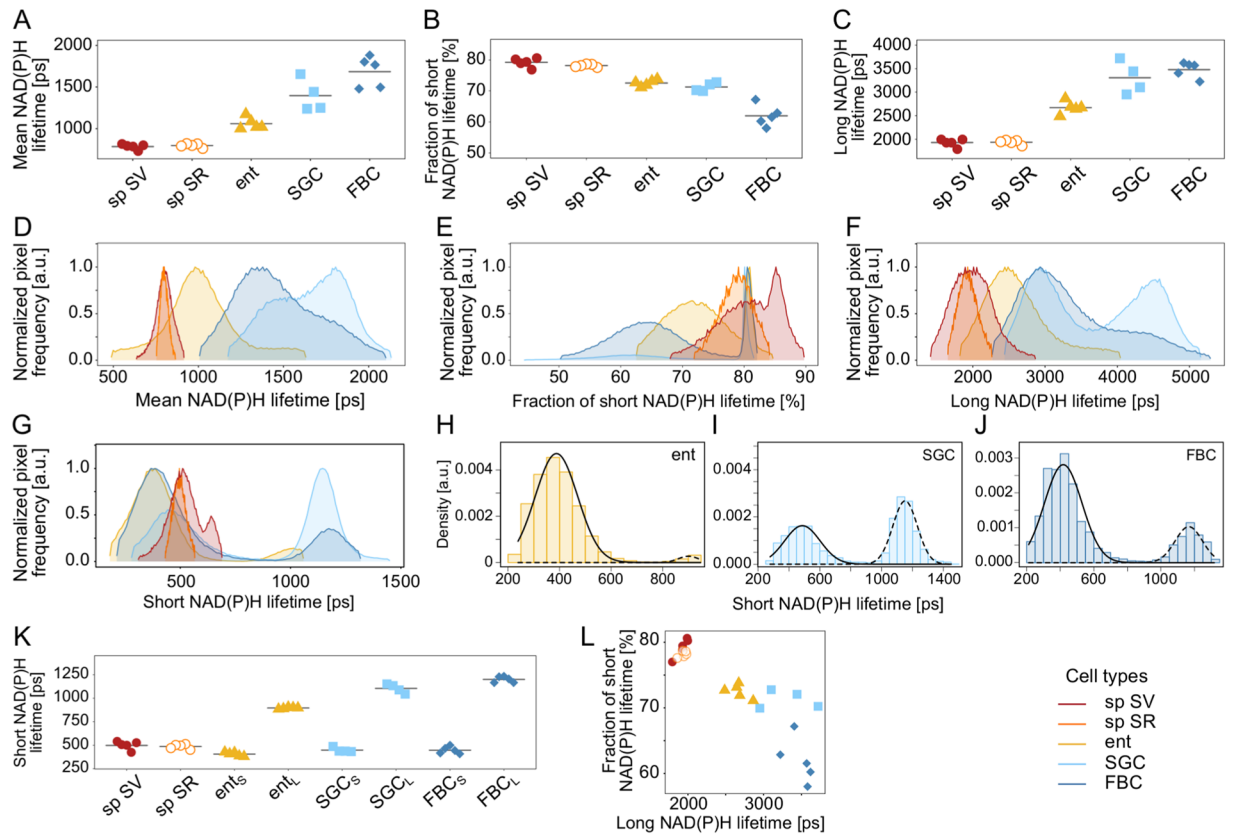 A
Mean NAD(P)H
lifetime [ps]
2000
1500
1000
sp SV
sp SR
ent
SGC
FBC
B
Fraction of short
NAD(P)H lifetime [%]
80
70
60
50
sp SV
sp SR
ent
SGC
FBC
C
Long NAD(P)H
lifetime [ps]
4000
3500
3000
2500
2000
sp SV
sp SR
ent
SGC
FBC
D
Normalized pixel
frequency [a.u.]
1.0
0.5
0.0
500
1000
1500
2000
Mean NAD(P)H lifetime [ps]
E
Normalized pixel
frequency [a.u.]
1.0
0.5
0.0
50
60
70
80
90
Fraction of short NAD(P)H lifetime [%]
F
Normalized pixel
frequency [a.u.]
1.0
0.5
0.0
2000
3000
4000
5000
Long NAD(P)H lifetime [ps]
G
Normalized pixel
frequency [a.u.]
1.0
0.5
0.0
500
1000
1500
Short NAD(P)H lifetime [ps]
H
ent
Density [a.u.]
0.004
0.002
0.000
200
400
600
800
I
SGC
0.004
0.002
0.000
200
600
1000
1400
Short NAD(P)H lifetime [ps]
J
FBC
0.003
0.002
0.001
0.000
200
600
1000
K
Short NAD(P)H
lifetime [ps]
1250
1000
750
500
250
sp SV
sp SR
entS
entL
SGCS
SGCL
FBCS
FBCL
L
Fraction of short
NAD(P)H lifetime [%]
80
70
60
2000
3000
Long NAD(P)H lifetime [ps]
Cell types
sp SV
sp SR
ent
SGC
FBC